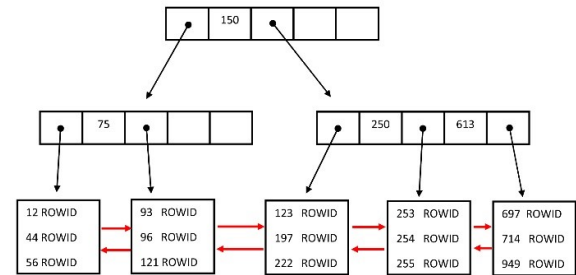 150
75
250 613
12 ROWID
44 ROWID
56 ROWID
93 ROWID
96 ROWID
121 ROWID
123 ROWID
197 ROWID
222 ROWID
253 ROWID
254 ROWID
255 ROWID
697 ROWID
714 ROWID
949 ROWID